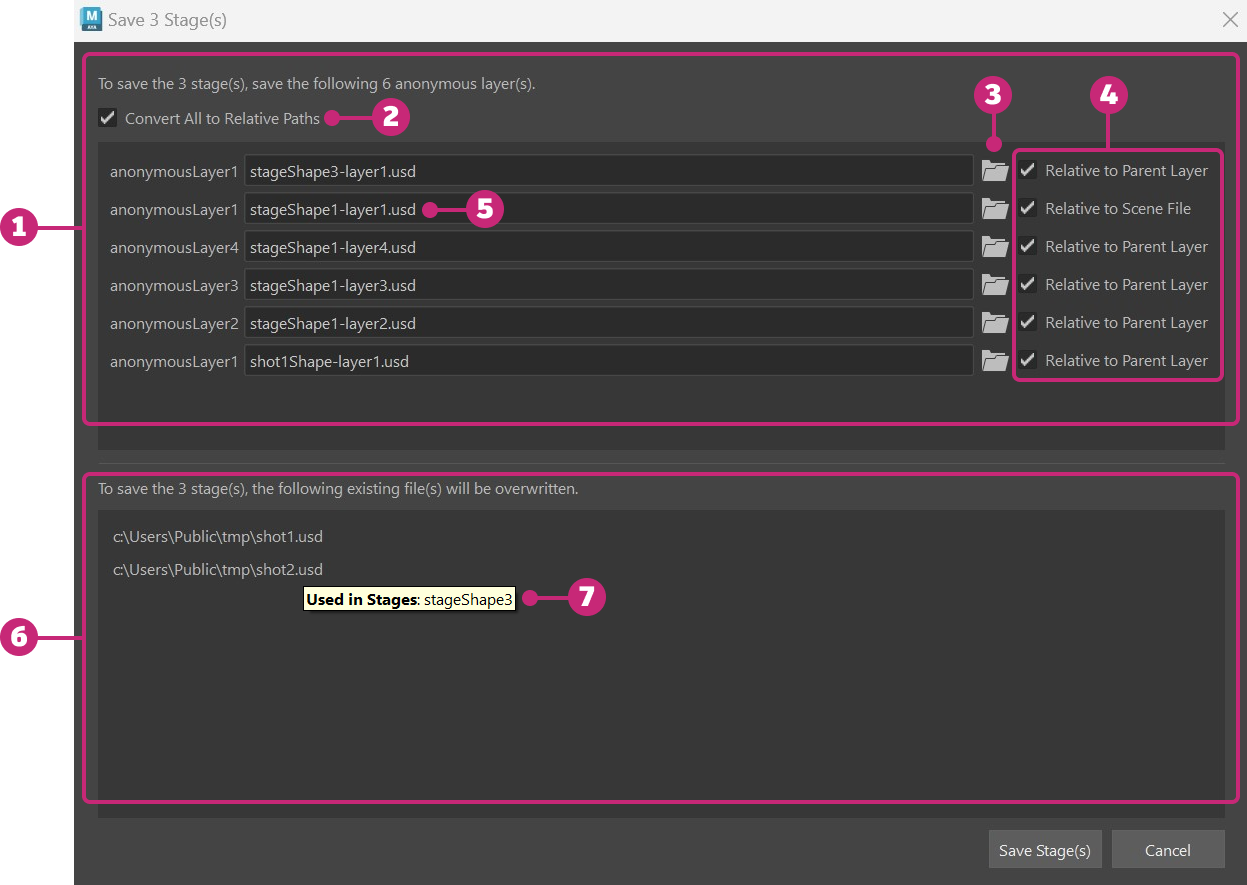 M
AYA
Save 3 Stage(s)
To save the 3 stage(s), save the following 6 anonymous layer(s).
Convert All to Relative Paths
2
3
4
anonymousLayer1 stageShape3-layer1.usd Relative to Parent Layer
anonymousLayer1 stageShape1-layer1.usd 5 Relative to Scene File
1
anonymousLayer4 stageShape1-layer4.usd Relative to Parent Layer
anonymousLayer3 stageShape1-layer3.usd Relative to Parent Layer
anonymousLayer2 stageShape1-layer2.usd Relative to Parent Layer
anonymousLayer1 shot1Shape-layer1.usd Relative to Parent Layer
To save the 3 stage(s), the following existing file(s) will be overwritten.
c:\Users\Public\tmp\shot1.usd
c:\Users\Public\tmp\shot2.usd
Used in Stages: stageShape3
7
6
Save Stage(s) Cancel